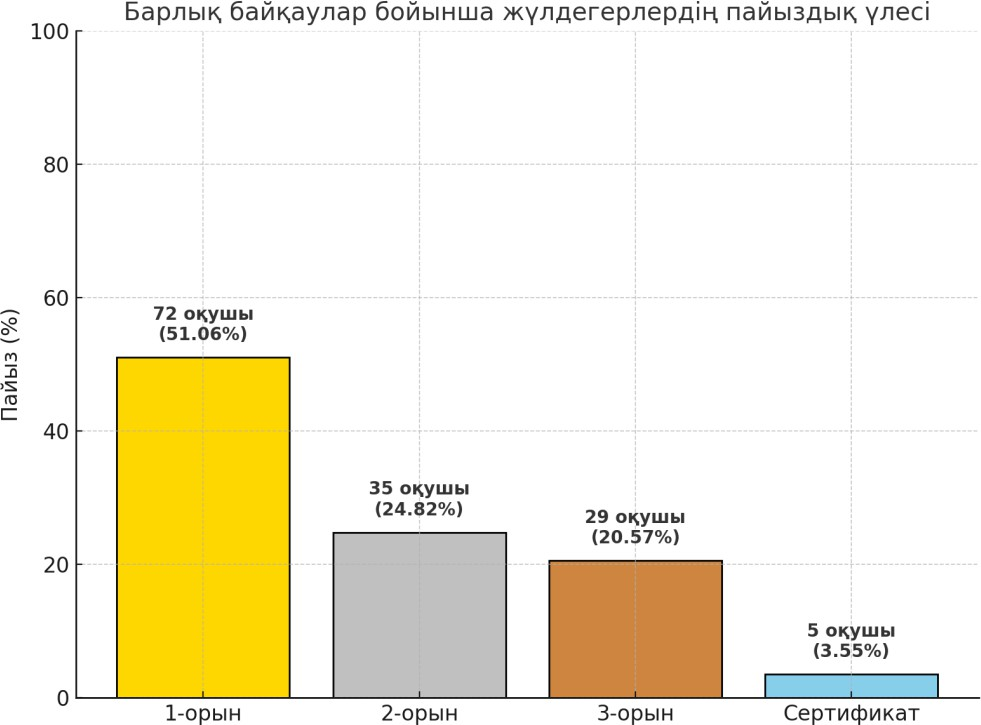 Барлық байқаулар бойынша жүлдегерлердің пайыздық үлесі
Пайыз (%)
100
80
60
40
20
0
72 оқушы
(51.06%)
35 оқушы
(24.82%)
29 оқушы
(20.57%)
5 оқушы
(3.55%)
1-орын
2-орын
3-орын
Сертификат